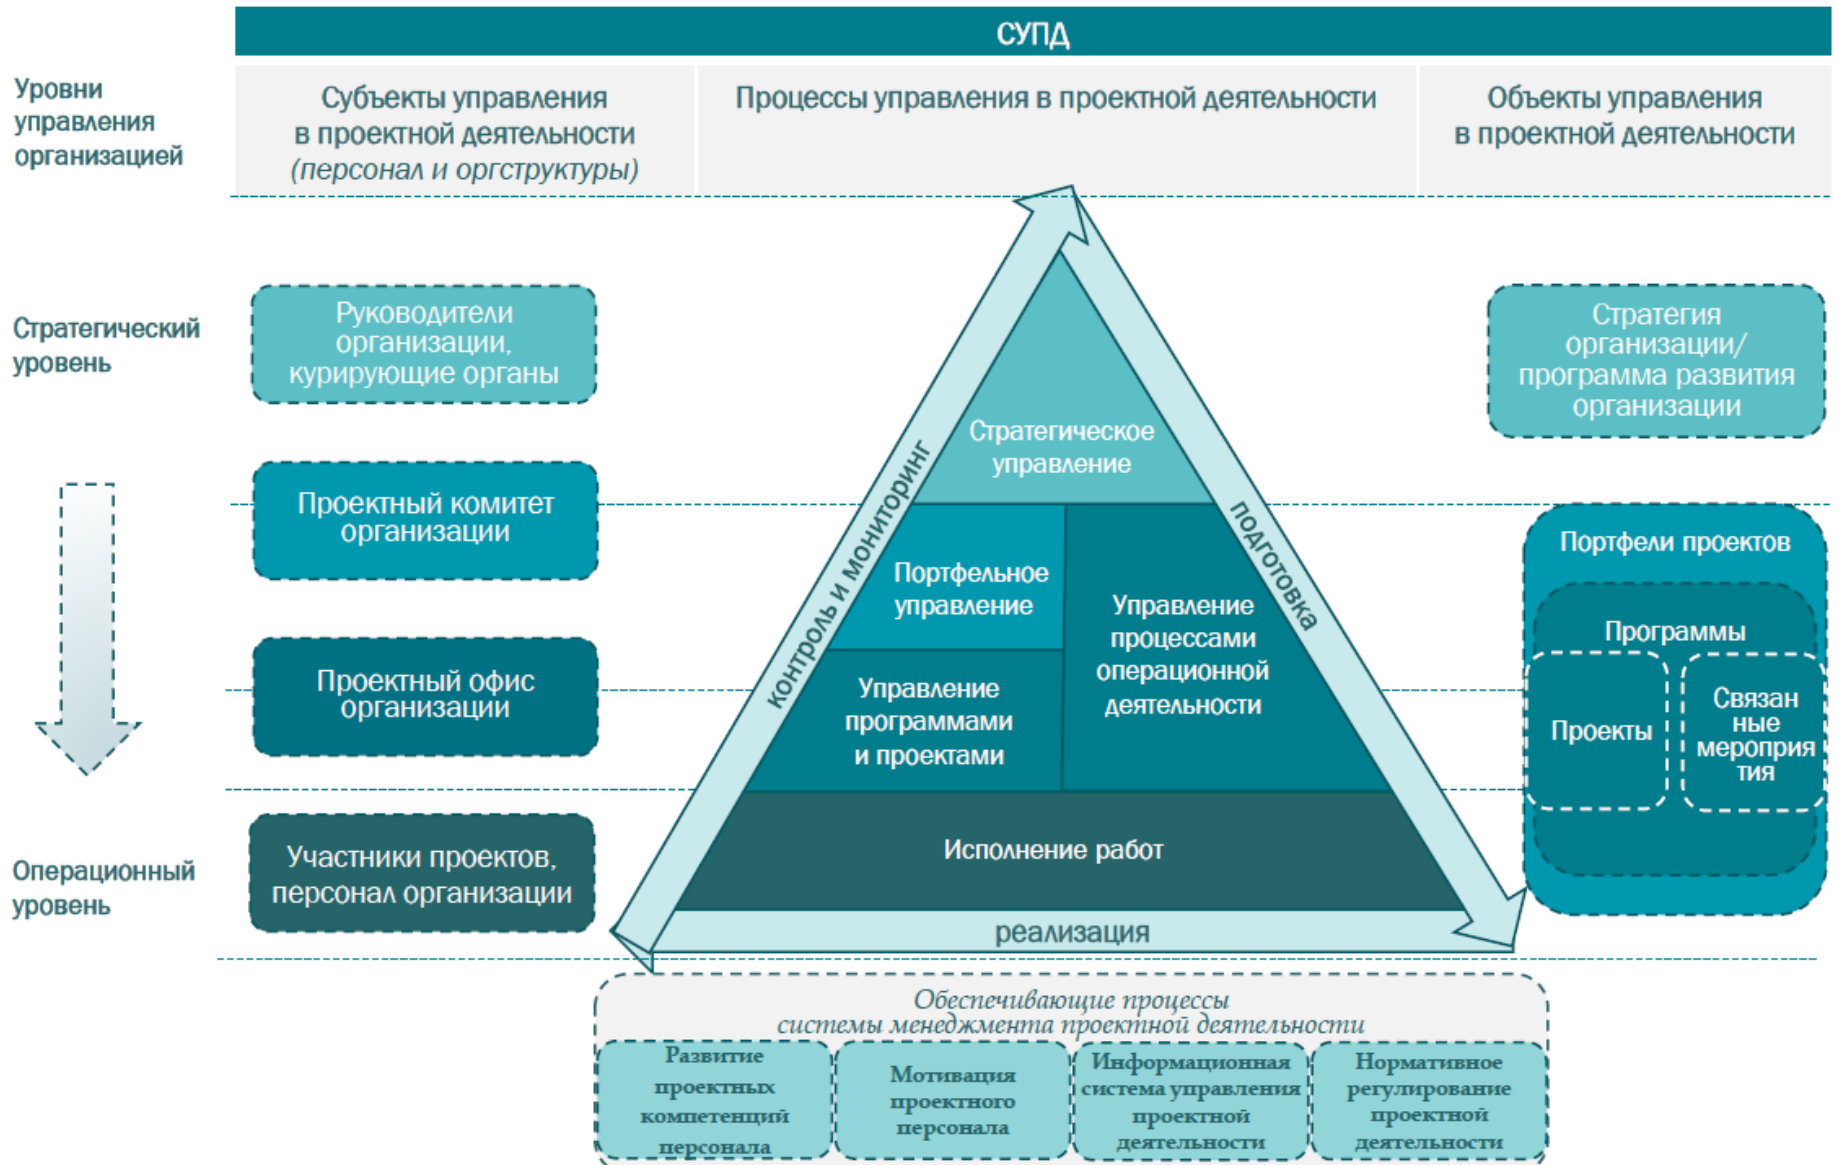 СУПД
Уровни
управления
организацией
Субъекты управления
в проектной деятельности
(персонал и оргструктуры)
Процессы управления в проектной деятельности
Объекты управления
в проектной деятельности
Стратегический
уровень
Руководители
организации,
курирующие органы
Стратегия
организации/
программа развития
организации
Стратегическое
управление
контроль и мониторинг
подготовка
Проектный комитет
организации
Портфельное
управление
Управление
процессами
операционной
деятельности
Портфели проектов
Программы
Проекты
Связан
ные
мероприя
тия
Проектный офис
организации
Управление
программами
и проектами
Операционный
уровень
Участники проектов,
персонал организации
Исполнение работ
реализация
Обеспечивающие процессы
системы менеджмента проектной деятельности
Развитие
проектных
компетенций
персонала
Мотивация
проектного
персонала
Информационная
система управления
проектной
деятельности
Нормативное
регулирование
проектной
деятельности